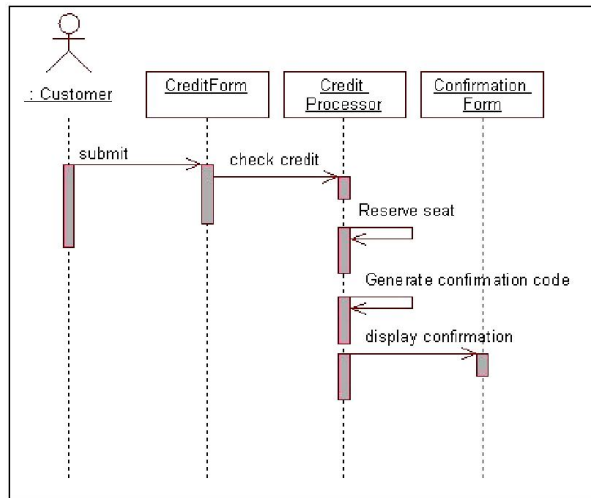 : Customer
CreditForm
Credit
Processor
Confirmation
Form
submit
check credit
Reserve seat
Generate confirmation code
display confirmation